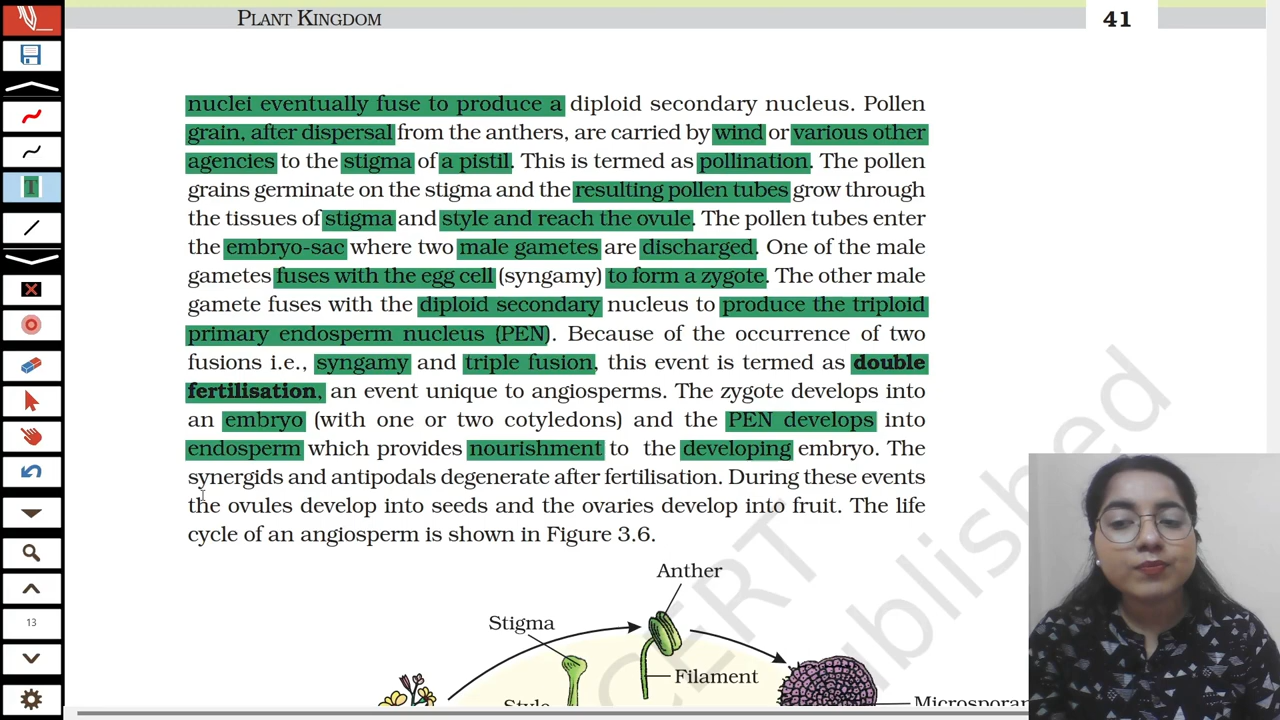 PLANT KINGDOM
41
nuclei eventually fuse to produce a diploid secondary nucleus. Pollen
grain, after dispersal from the anthers, are carried by wind or various other
agencies to the stigma of a pistil. This is termed as pollination. The pollen
grains germinate on the stigma and the resulting pollen tubes grow through
the tissues of stigma and style and reach the ovule. The pollen tubes enter
the embryo-sac where two male gametes are discharged. One of the male
gametes fuses with the egg cell (syngamy) to form a zygote. The other male
gamete fuses with the diploid secondary nucleus to produce the triploid
primary endosperm nucleus (PEN). Because of the occurrence of two
fusions i.e., syngamy and triple fusion, this event is termed as double
fertilisation, an event unique to angiosperms. The zygote develops into
an embryo (with one or two cotyledons) and the PEN develops into
endosperm which provides nourishment to the developing embryo. The
synergids and antipodals degenerate after fertilisation. During these events
the ovules develop into seeds and the ovaries develop into fruit. The life
cycle of an angiosperm is shown in Figure 3.6.
Anther
Stigma
Filament
T
13